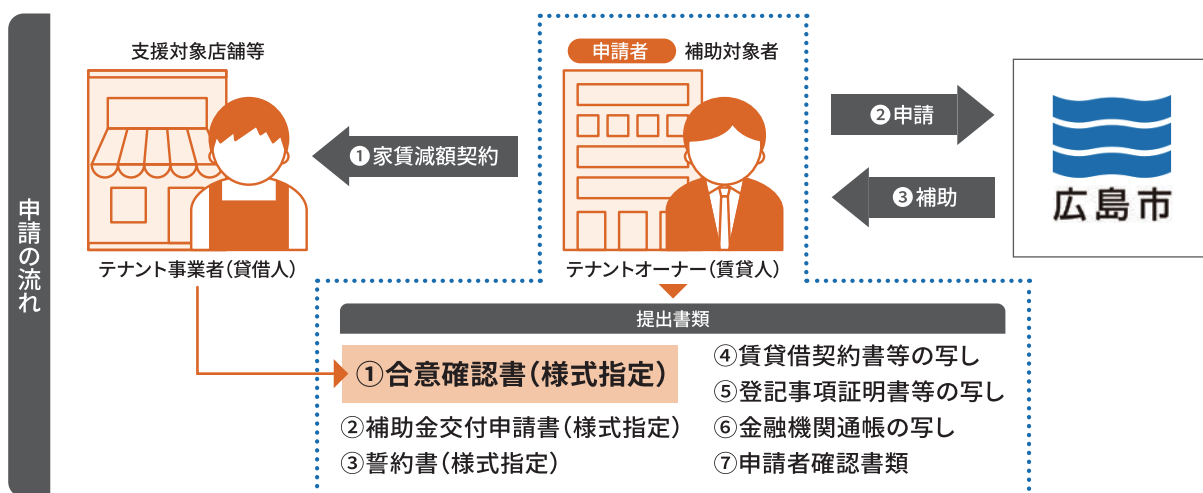 申請の流れ
支援対象店舗等
テナント事業者(貸借人)
❶家賃減額契約
申請者 補助対象者
テナントオーナー(賃貸人)
❷申請
❸補助
広島市
提出書類
①合意確認書(様式指定)
②補助金交付申請書(様式指定)
③誓約書(様式指定)
④賃貸借契約書等の写し
⑤登記事項証明書等の写し
⑥金融機関通帳の写し
⑦申請者確認書類